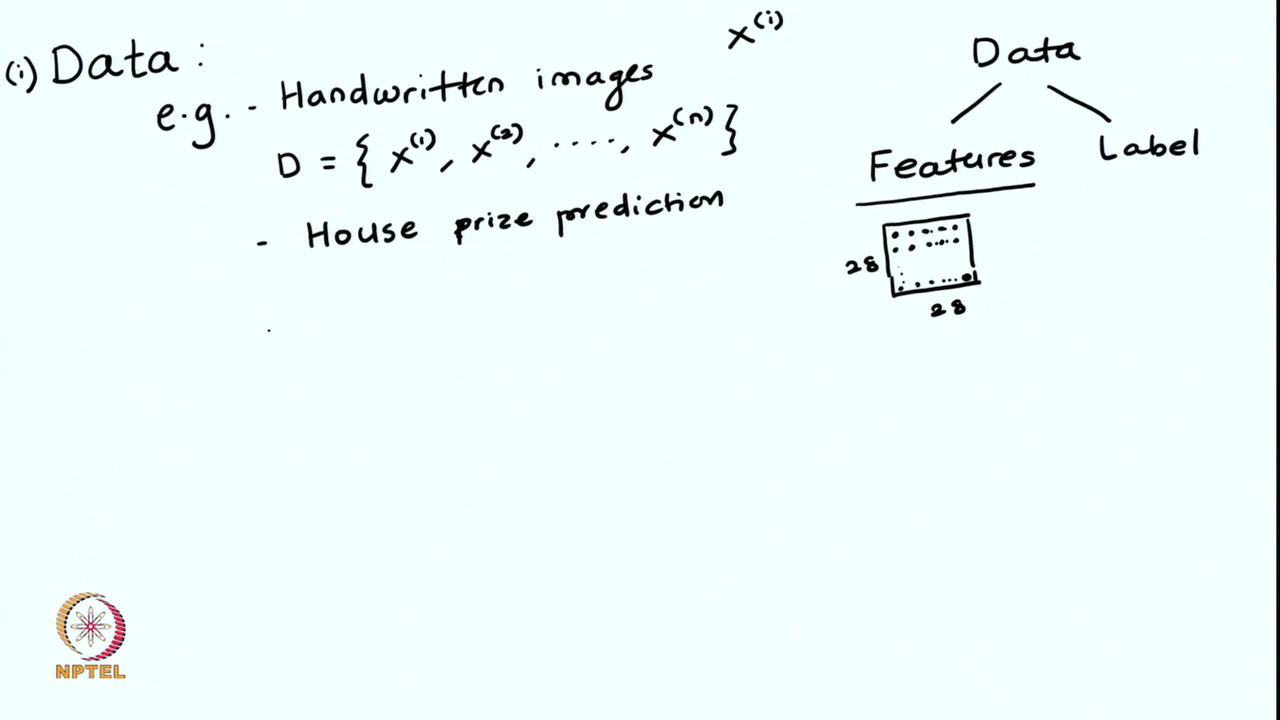 (i) Data :
e.g. - Handwritten images
D = { x^(1), x^(2), ....., x^(n) }
- House prize prediction
x^(i)
Data
Features Label
28
28
NPTEL